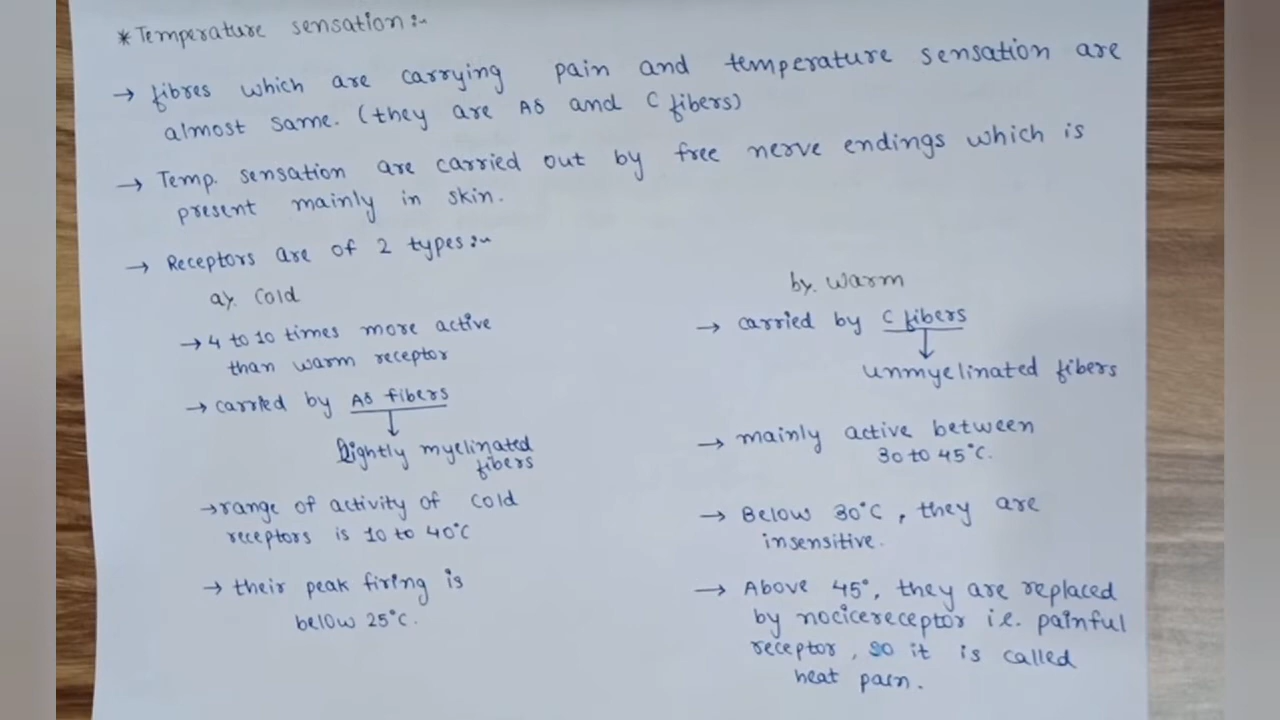 * Temperature sensation :-
→ fibres which are carrying pain and temperature sensation are
almost same. (they are Aδ and C fibers)
→ Temp. sensation are carried out by free nerve endings which is
present mainly in skin.
→ Receptors are of 2 types :-
a). Cold
→ 4 to 10 times more active
than warm receptor
→ carried by Aδ fibers
↓
Lightly myelinated
fibers
→ range of activity of cold
receptors is 10 to 40°C
→ their peak firing is
below 25°C.
b). Warm
→ carried by C fibers
↓
unmyelinated fibers
→ mainly active between
30 to 45°C.
→ Below 30°C, they are
insensitive.
→ Above 45°, they are replaced
by nocicereceptor i.e. painful
receptor, so it is called
heat pain.